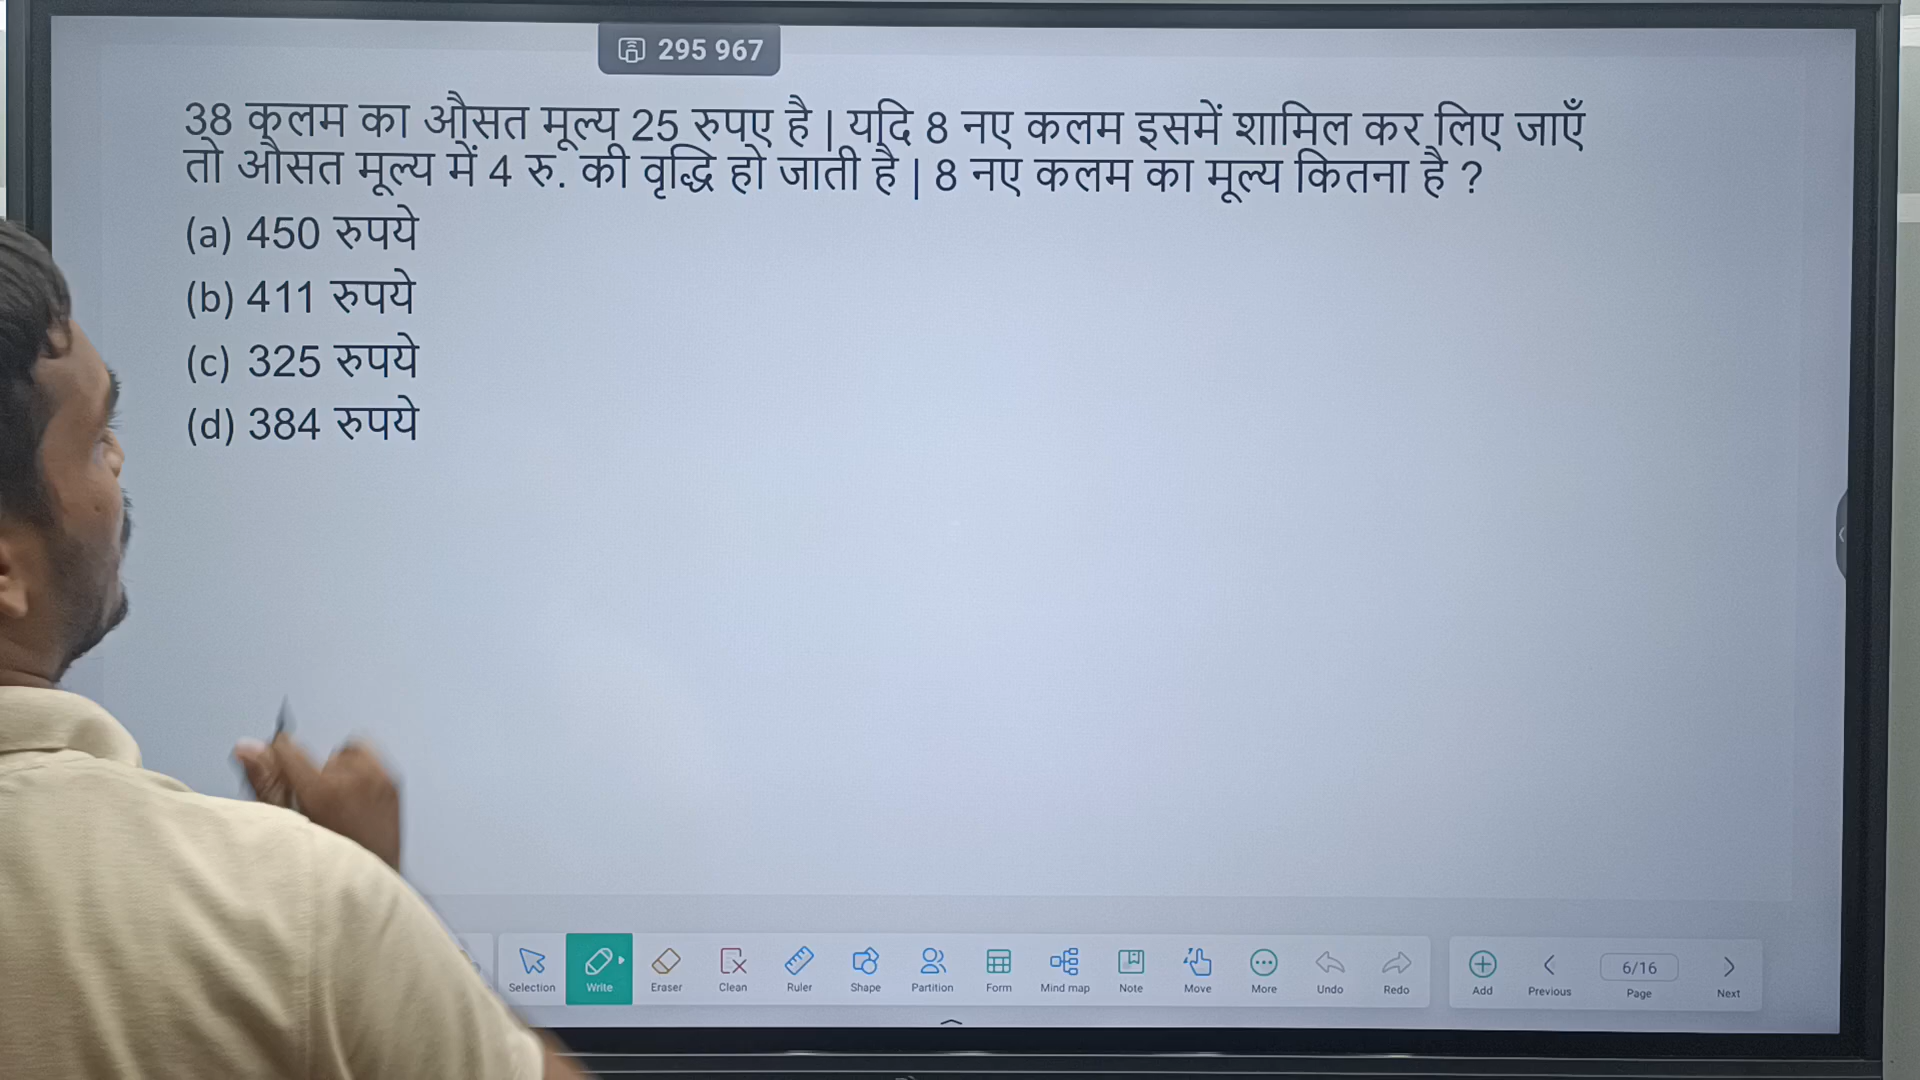 295 967
38 कलम का औसत मूल्य 25 रुपए है | यदि 8 नए कलम इसमें शामिल कर लिए जाएँ
तो औसत मूल्य में 4 रु. की वृद्धि हो जाती है | 8 नए कलम का मूल्य कितना है ?
(a) 450 रुपये
(b) 411 रुपये
(c) 325 रुपये
(d) 384 रुपये
Selection Write Eraser Clean Ruler Shape Partition Form Mind map Note Move More Undo Redo Add Previous 6/16 Page Next